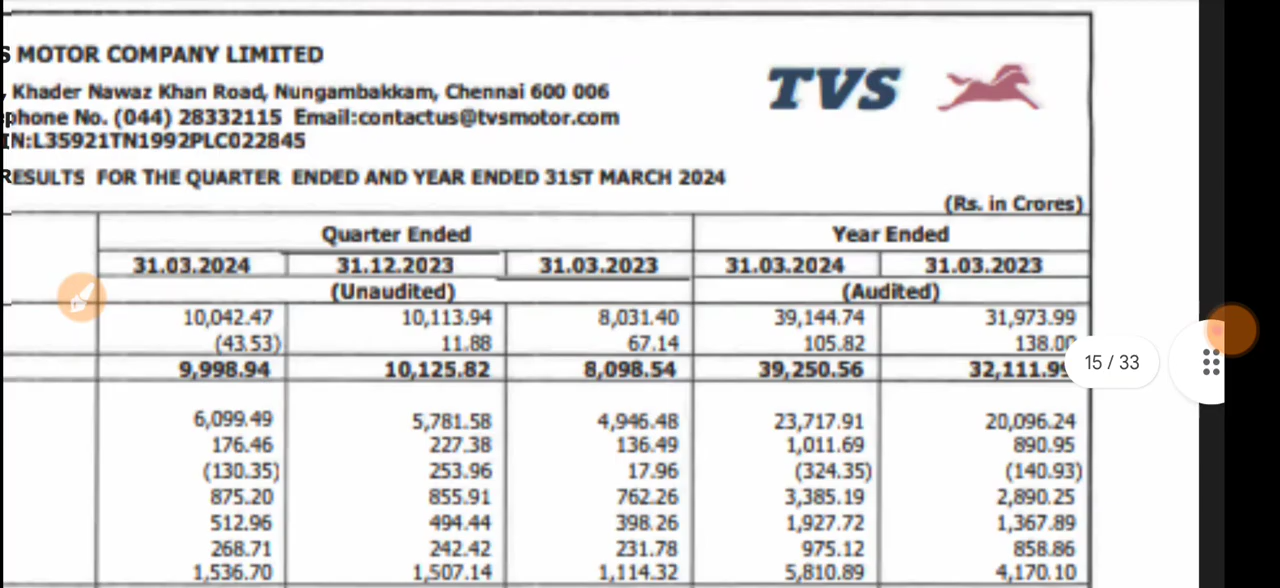 S MOTOR COMPANY LIMITED
TVS
, Khader Nawaz Khan Road, Nungambakkam, Chennai 600 006
ephone No. (044) 28332115 Email:contactus@tvsmotor.com
IN:L35921TN1992PLC022845
RESULTS FOR THE QUARTER ENDED AND YEAR ENDED 31ST MARCH 2024
(Rs. in Crores)
Quarter Ended Year Ended
31.03.2024 31.12.2023 31.03.2023 31.03.2024 31.03.2023
(Unaudited) (Audited)
10,042.47 10,113.94 8,031.40 39,144.74 31,973.99
(43.53) 11.88 67.14 105.82 138.00
9,998.94 10,125.82 8,098.54 39,250.56 32,111.99
15 / 33
6,099.49 5,781.58 4,946.48 23,717.91 20,096.24
176.46 227.38 136.49 1,011.69 890.95
(130.35) 253.96 17.96 (324.35) (140.93)
875.20 855.91 762.26 3,385.19 2,890.25
512.96 494.44 398.26 1,927.72 1,367.89
268.71 242.42 231.78 975.12 858.86
1,536.70 1,507.14 1,114.32 5,810.89 4,170.10